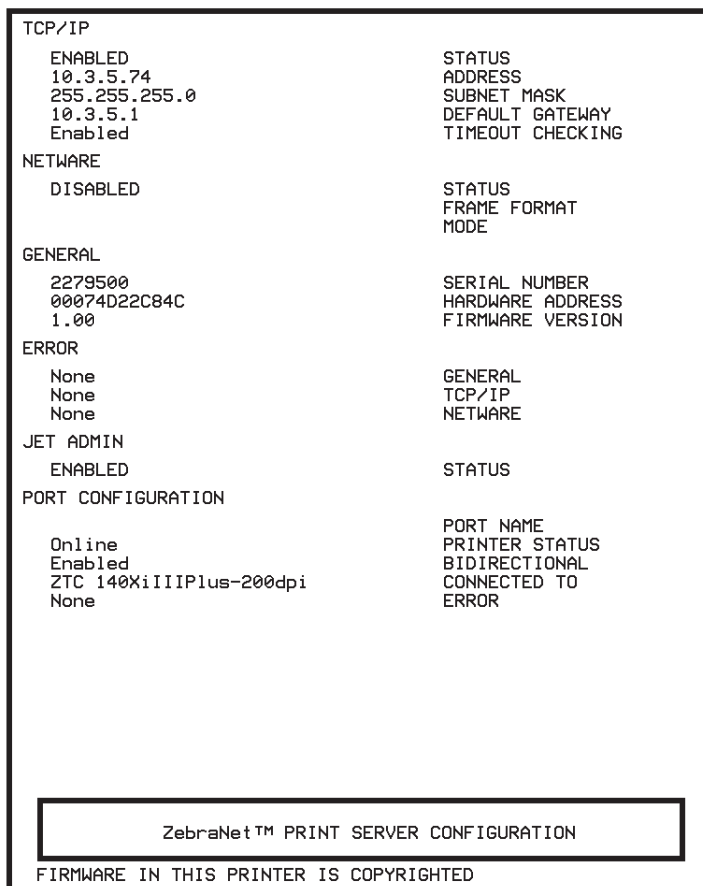 TCP/IP
ENABLED STATUS
10.3.5.74 ADDRESS
255.255.255.0 SUBNET MASK
10.3.5.1 DEFAULT GATEWAY
Enabled TIMEOUT CHECKING
NETWARE
DISABLED STATUS
FRAME FORMAT
MODE
GENERAL
2279500 SERIAL NUMBER
00074D22C84C HARDWARE ADDRESS
1.00 FIRMWARE VERSION
ERROR
None GENERAL
None TCP/IP
None NETWARE
JET ADMIN
ENABLED STATUS
PORT CONFIGURATION
PORT NAME
Online PRINTER STATUS
Enabled BIDIRECTIONAL
ZTC 140XiIIIPlus-200dpi CONNECTED TO
None ERROR
ZebraNet™ PRINT SERVER CONFIGURATION
FIRMWARE IN THIS PRINTER IS COPYRIGHTED